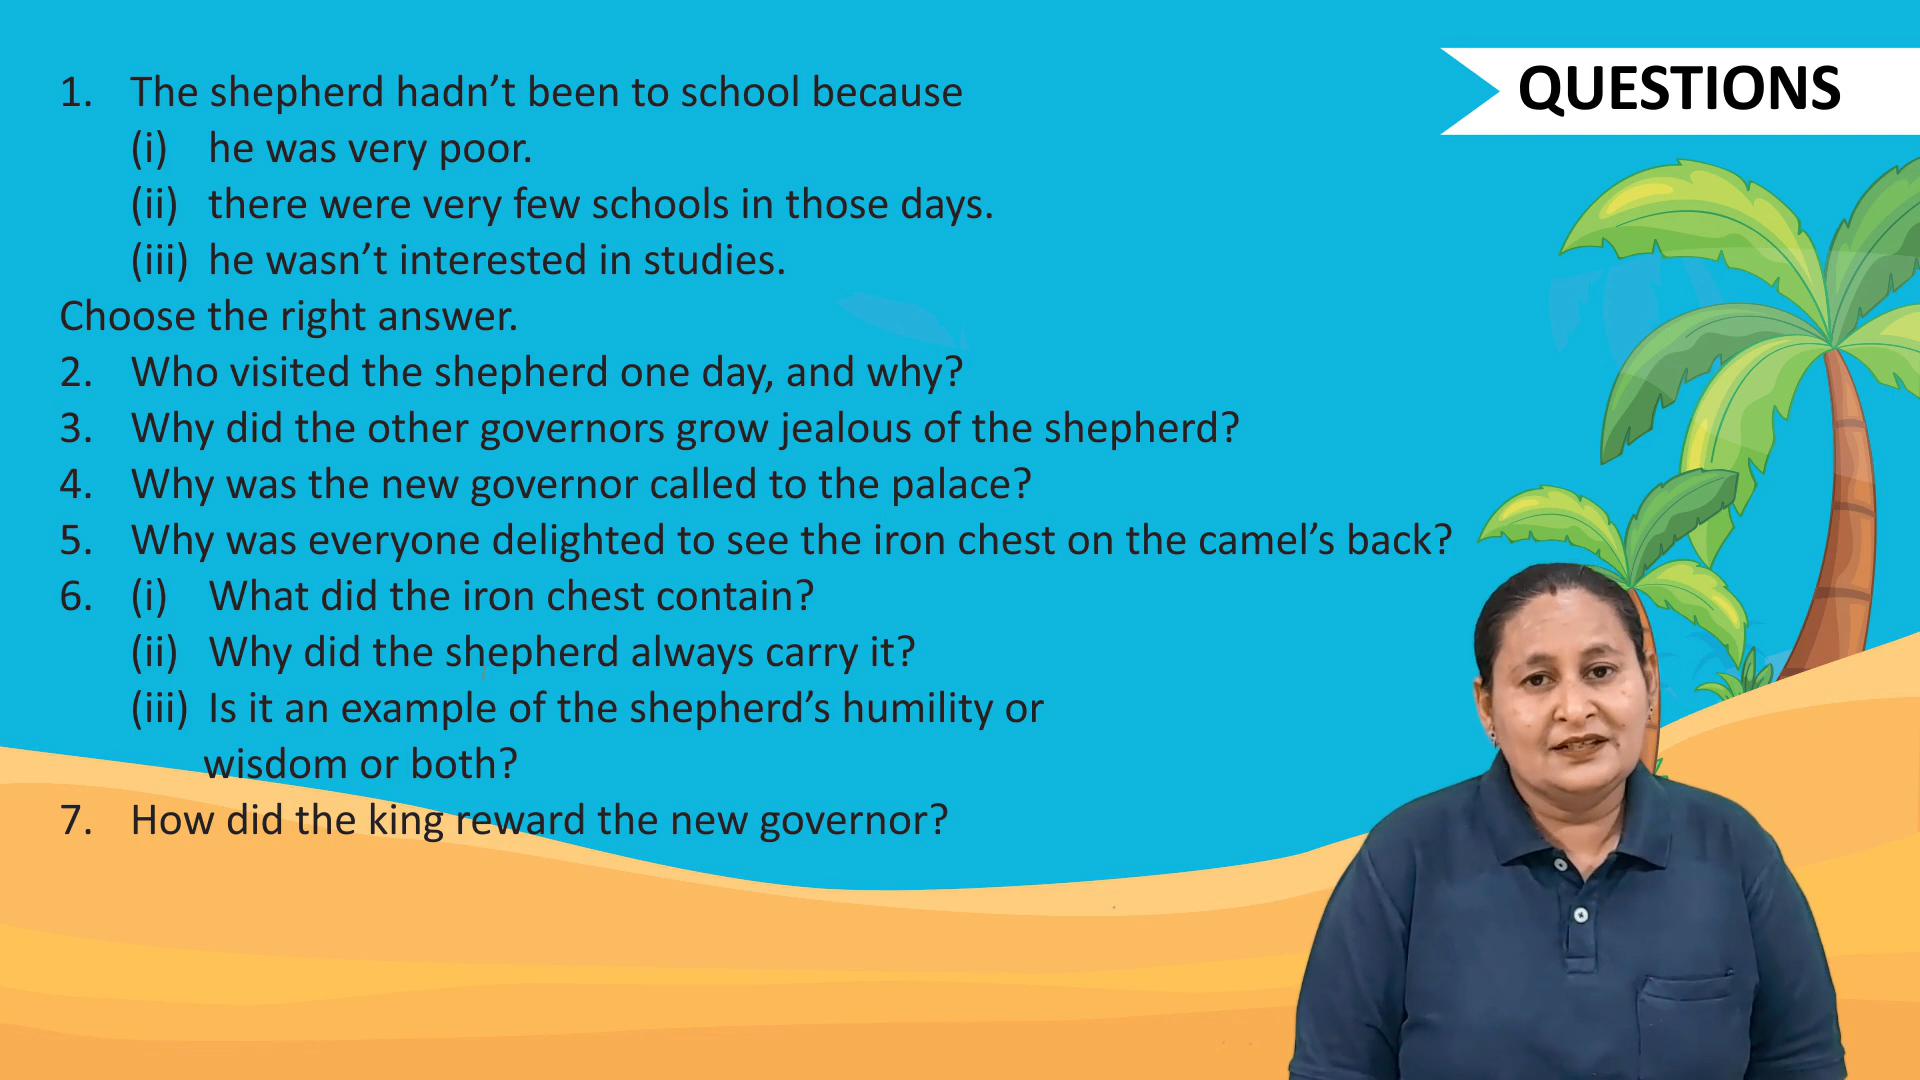 QUESTIONS
1. The shepherd hadn’t been to school because
(i) he was very poor.
(ii) there were very few schools in those days.
(iii) he wasn’t interested in studies.
Choose the right answer.
2. Who visited the shepherd one day, and why?
3. Why did the other governors grow jealous of the shepherd?
4. Why was the new governor called to the palace?
5. Why was everyone delighted to see the iron chest on the camel’s back?
6. (i) What did the iron chest contain?
(ii) Why did the shepherd always carry it?
(iii) Is it an example of the shepherd’s humility or
wisdom or both?
7. How did the king reward the new governor?